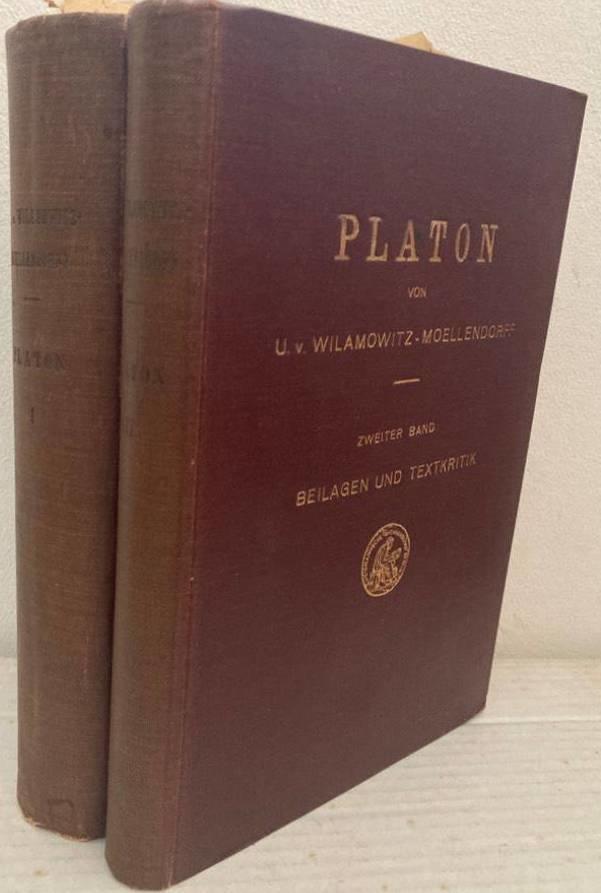 PLATON
VON
U. v. WILAMOWITZ-MOELLENDORFF
ZWEITER BAND
BEILAGEN UND TEXTKRITIK
PLATON